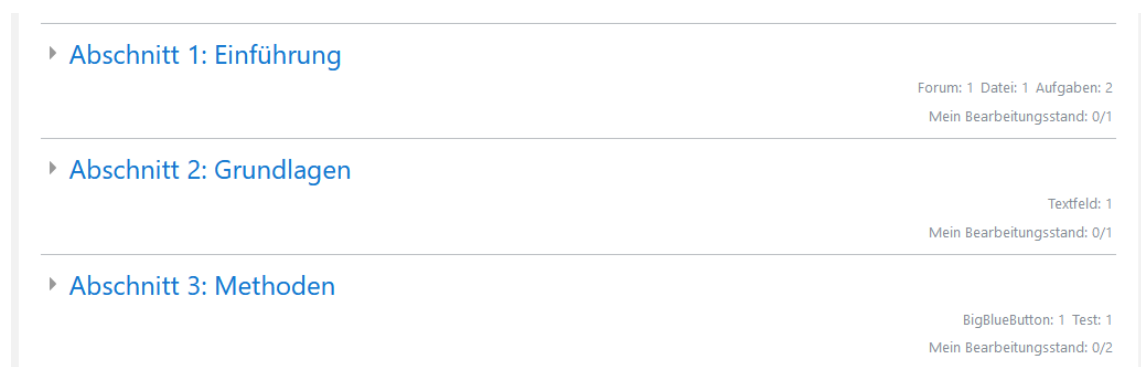 Abschnitt 1: Einführung
Forum: 1 Datei: 1 Aufgaben: 2
Mein Bearbeitungsstand: 0/1
Abschnitt 2: Grundlagen
Textfeld: 1
Mein Bearbeitungsstand: 0/1
Abschnitt 3: Methoden
BigBlueButton: 1 Test: 1
Mein Bearbeitungsstand: 0/2